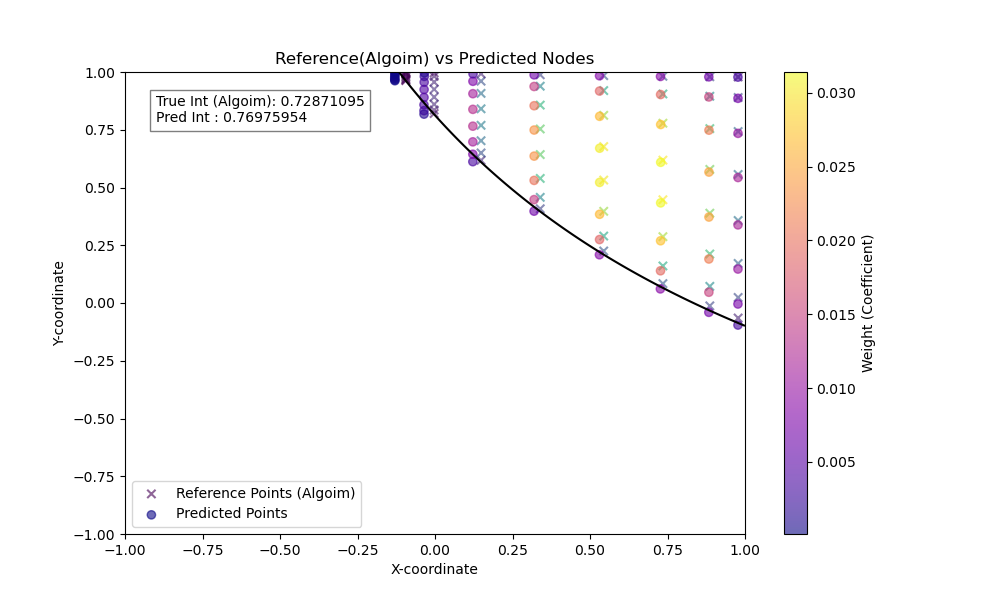 Reference(Algoim) vs Predicted Nodes
True Int (Algoim): 0.72871095
Pred Int : 0.76975954
1.00
0.75
0.50
0.25
0.00
−0.25
−0.50
−0.75
−1.00
Y-coordinate
Reference Points (Algoim)
Predicted Points
−1.00 −0.75 −0.50 −0.25 0.00 0.25 0.50 0.75 1.00
X-coordinate
0.030
0.025
0.020
0.015
0.010
0.005
Weight (Coefficient)